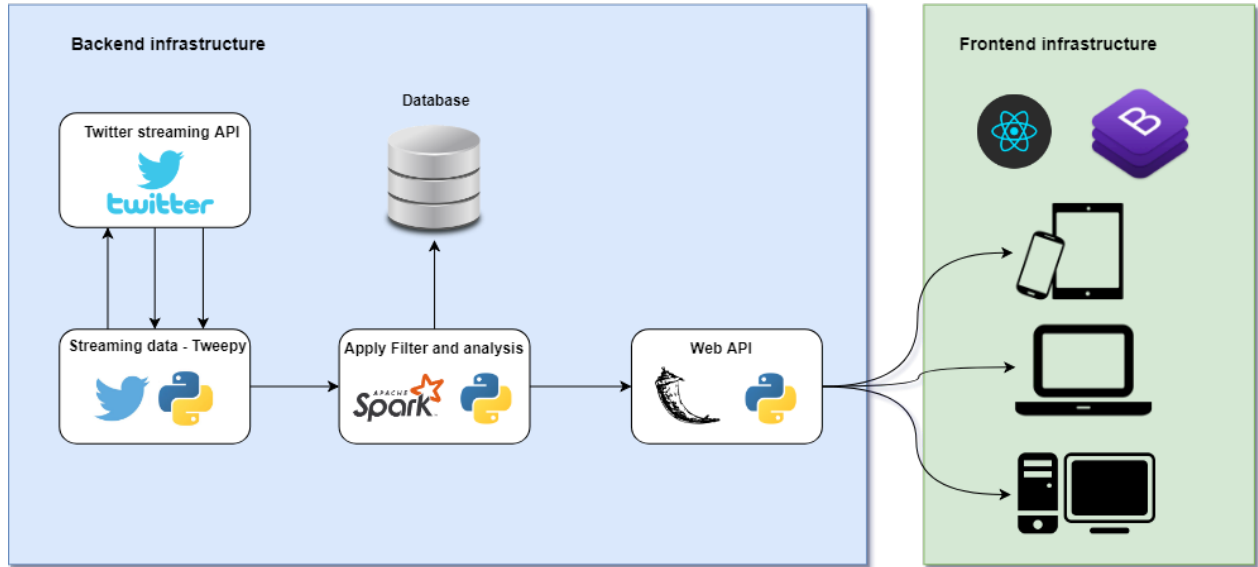 Backend infrastructure
Frontend infrastructure
Database
Twitter streaming API
twitter
B
Streaming data - Tweepy
Apply Filter and analysis
Web API
APACHE
Spark™